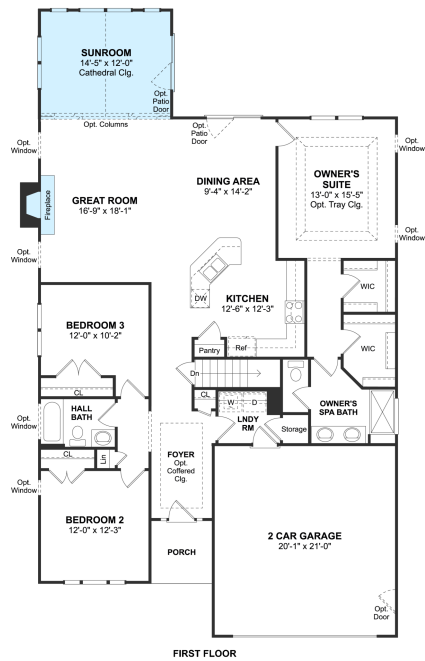 SUNROOM
14'-5" x 12'-0"
Cathedral Clg.
Opt.
Patio
Door
Opt. Columns
Opt.
Patio
Door
Opt.
Window
Opt.
Window
OWNER'S
SUITE
13'-0" x 15'-5"
Opt. Tray Clg.
DINING AREA
9'-4" x 14'-2"
GREAT ROOM
16'-9" x 18'-1"
Fireplace
Opt.
Window
Opt.
Window
WIC
DW
KITCHEN
12'-6" x 12'-3"
BEDROOM 3
12'-0" x 10'-2"
Pantry
Ref
WIC
Dn
CL
CL
W
D
OWNER'S
SPA BATH
HALL
BATH
Opt.
Window
LNDY
RM
Storage
CL
Lin
FOYER
Opt.
Coffered
Clg.
Opt.
Window
BEDROOM 2
12'-0" x 12'-3"
2 CAR GARAGE
20'-1" x 21'-0"
PORCH
Opt.
Door
FIRST FLOOR